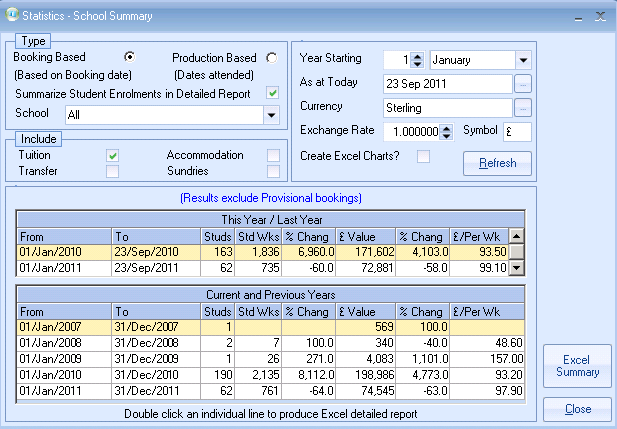 Statistics - School Summary
Type
Booking Based
Production Based
(Based on Booking date)
(Dates attended)
Summarize Student Enrolments in Detailed Report
School All
Include
Tuition
Accommodation
Transfer
Sundries
Year Starting 1 January
As at Today 23 Sep 2011 ...
Currency Sterling ...
Exchange Rate 1.000000 Symbol £
Create Excel Charts?
Refresh
(Results exclude Provisional bookings)
This Year / Last Year
From To Studs Std Wks % Chang £ Value % Chang £/Per Wk
01/Jan/2010 23/Sep/2010 163 1,836 6,960.0 171,602 4,103.0 93.50
01/Jan/2011 23/Sep/2011 62 735 -60.0 72,881 -58.0 99.10
Current and Previous Years
From To Studs Std Wks % Chang £ Value % Chang £/Per Wk
01/Jan/2007 31/Dec/2007 1 569 100.0
01/Jan/2008 31/Dec/2008 2 7 100.0 340 -40.0 48.60
01/Jan/2009 31/Dec/2009 1 26 271.0 4,083 1,101.0 157.00
01/Jan/2010 31/Dec/2010 190 2,135 8,112.0 198,986 4,773.0 93.20
01/Jan/2011 31/Dec/2011 62 761 -64.0 74,545 -63.0 97.90
Double click an individual line to produce Excel detailed report
Excel
Summary
Close